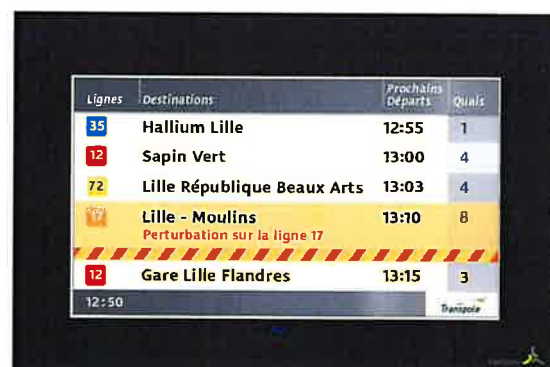 Lignes Destinations Prochains Départs Quais
35 Hallium Lille 12:55 1
12 Sapin Vert 13:00 4
72 Lille République Beaux Arts 13:03 4
17 Lille - Moulins 13:10 8
Perturbation sur la ligne 17
12 Gare Lille Flandres 13:15 3
12:50 Transpole